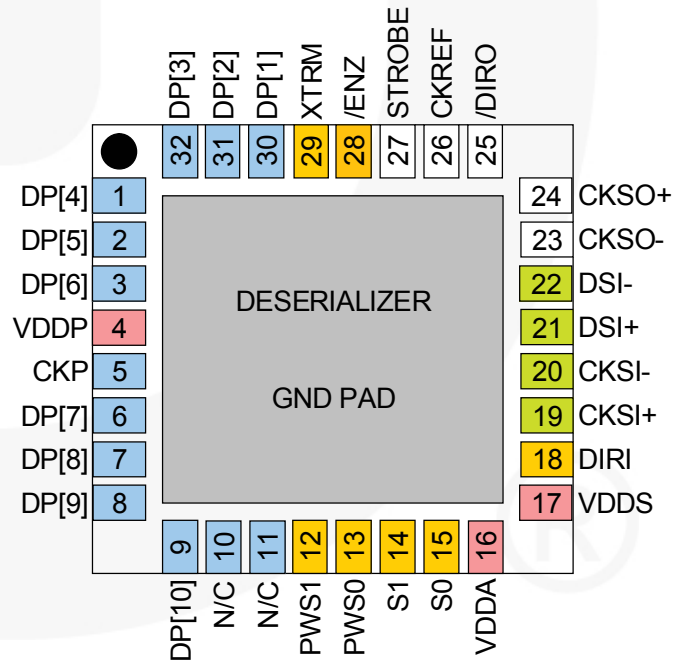 DP[3]
DP[2]
DP[1]
XTRM
/ENZ
STROBE
CKREF
/DIRO
32
31
30
29
28
27
26
25
DP[4] 1
DP[5] 2
DP[6] 3
VDDP 4
CKP 5
DP[7] 6
DP[8] 7
DP[9] 8
DESERIALIZER
GND PAD
24 CKSO+
23 CKSO-
22 DSI-
21 DSI+
20 CKSI-
19 CKSI+
18 DIRI
17 VDDS
9
10
11
12
13
14
15
16
DP[10]
N/C
N/C
PWS1
PWS0
S1
S0
VDDA
®